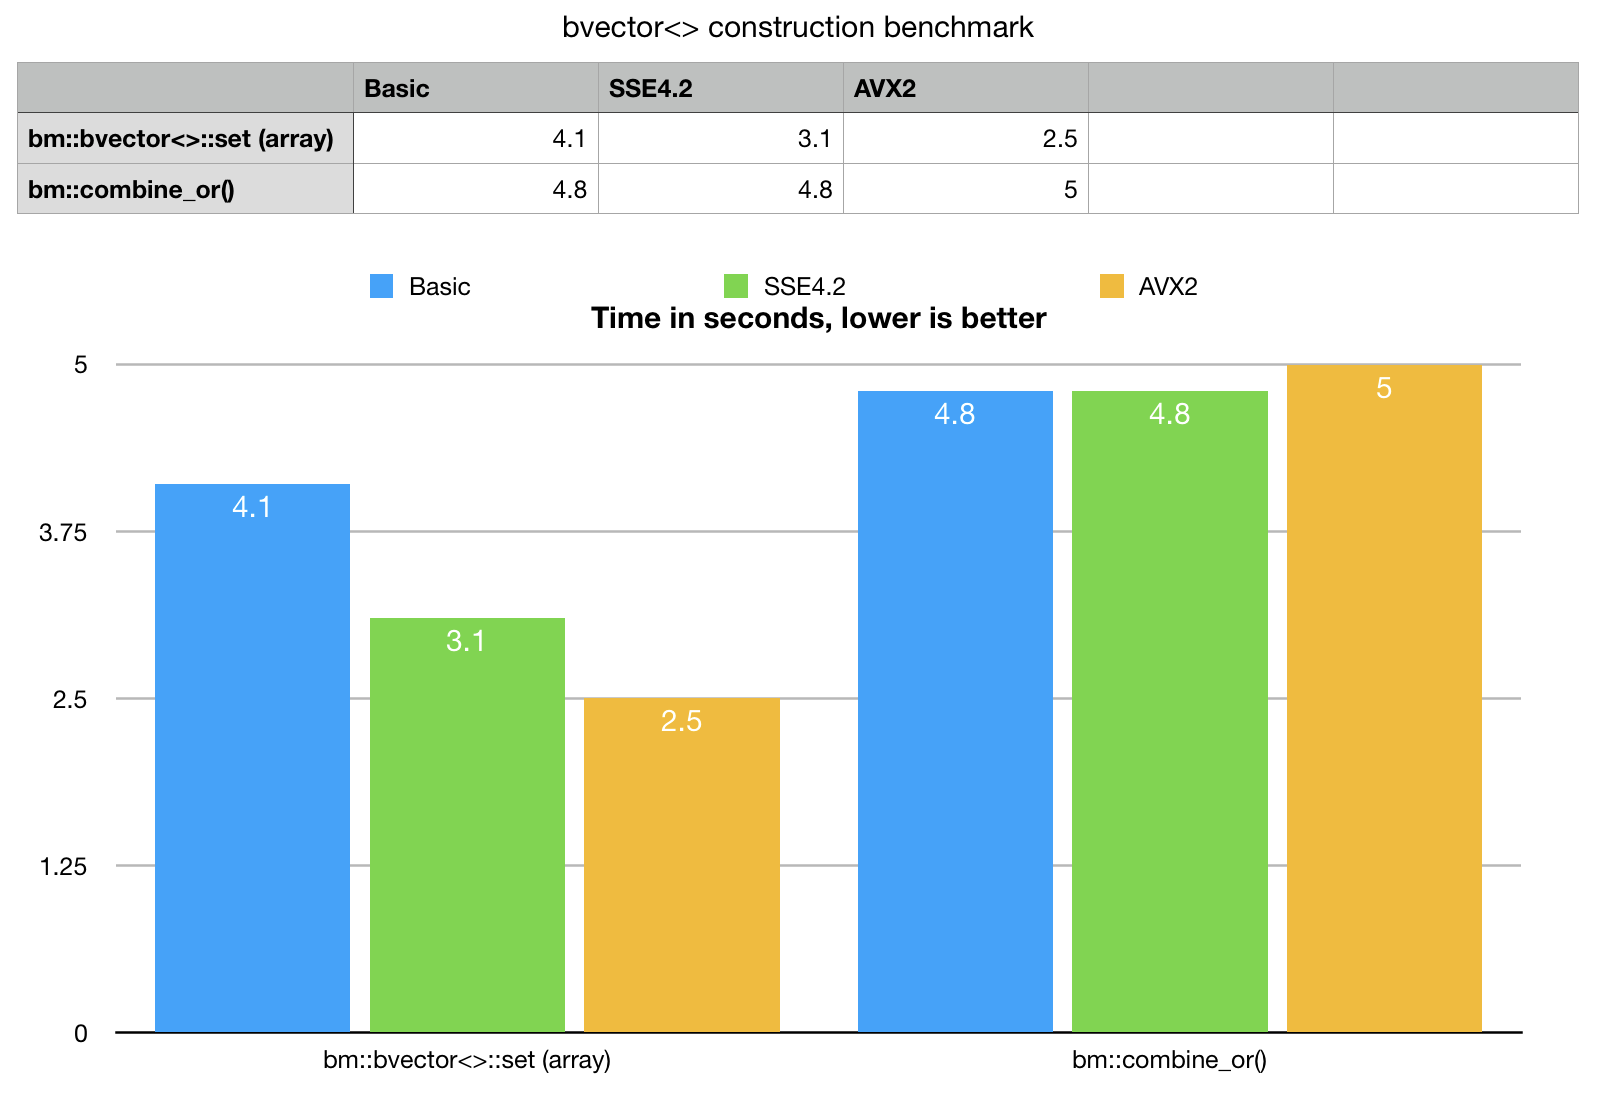 bvector<> construction benchmark
Basic SSE4.2 AVX2
bm::bvector<>::set (array) 4.1 3.1 2.5
bm::combine_or() 4.8 4.8 5
Basic SSE4.2 AVX2
Time in seconds, lower is better
5
3.75
2.5
1.25
0
4.1
3.1
2.5
4.8
4.8
5
bm::bvector<>::set (array) bm::combine_or()